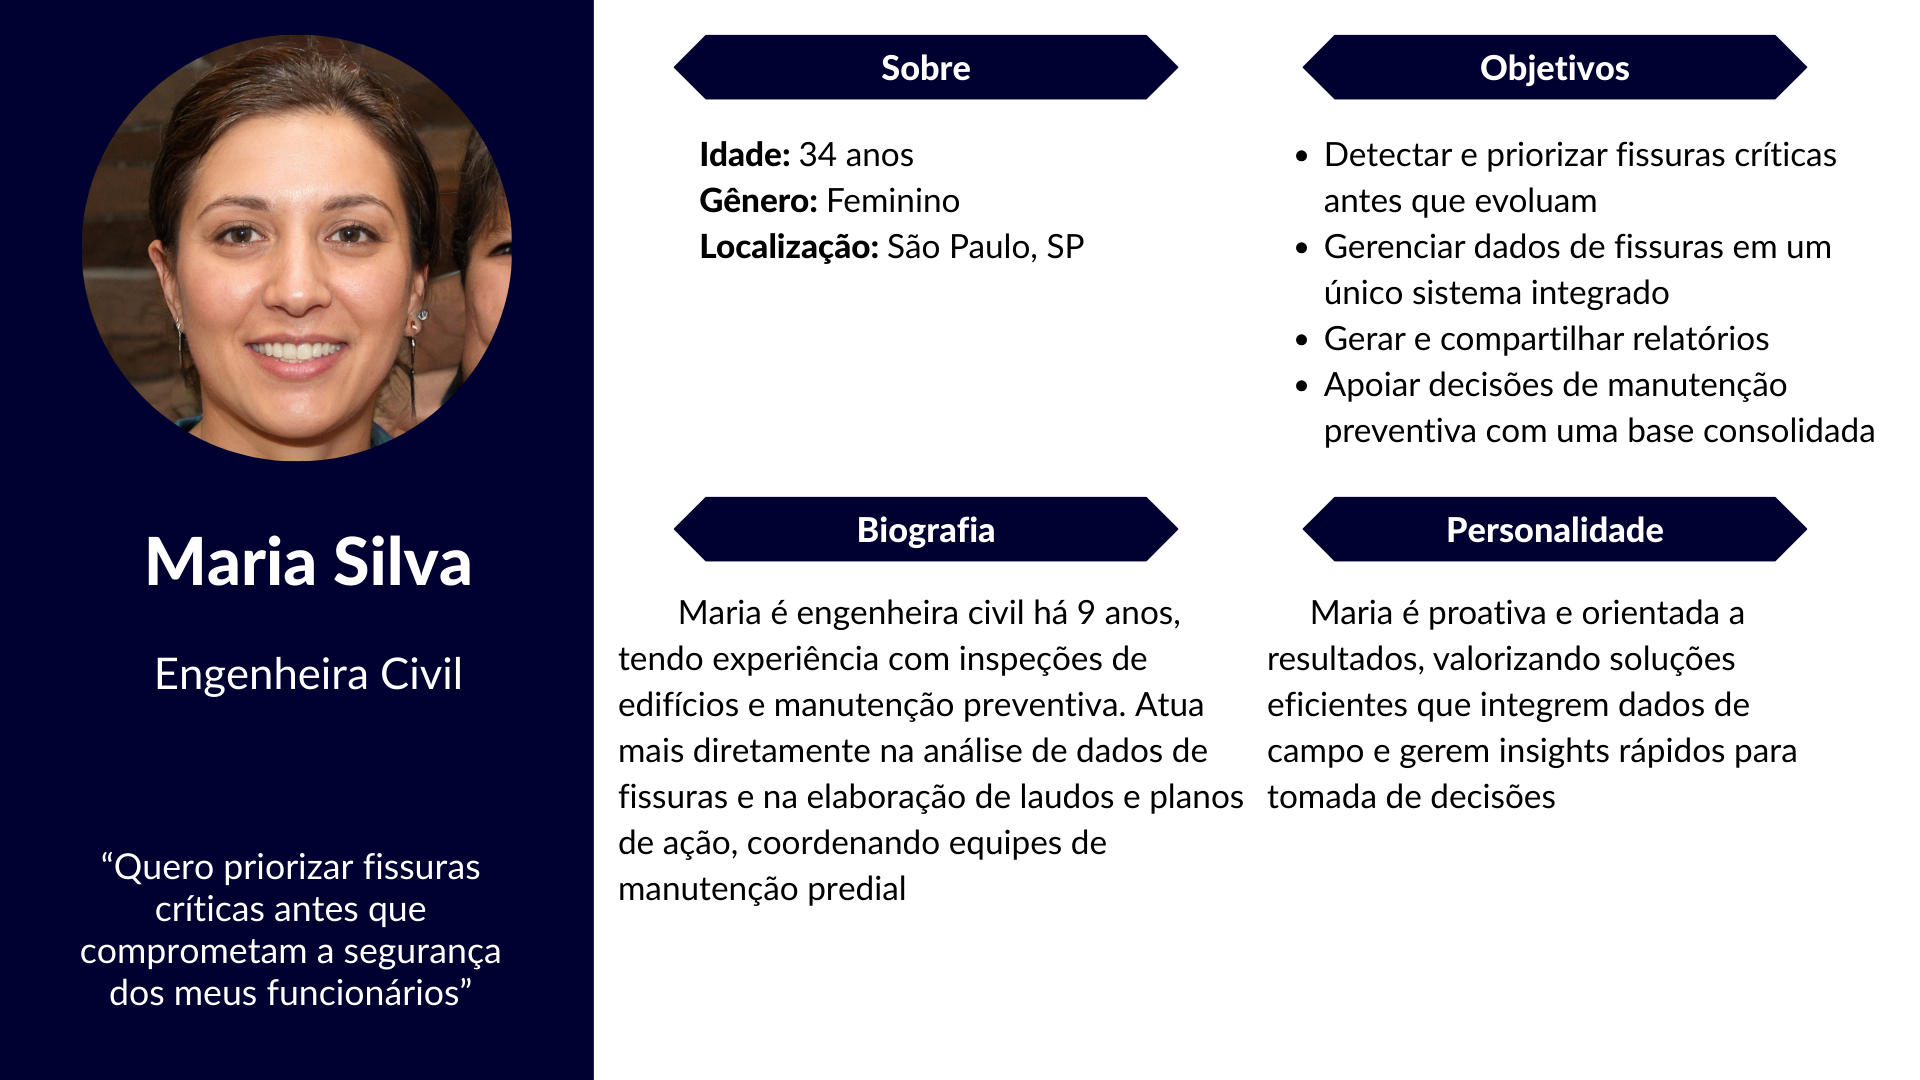 Maria Silva
Engenheira Civil
“Quero priorizar fissuras
críticas antes que
comprometam a segurança
dos meus funcionários”
Sobre
Idade: 34 anos
Gênero: Feminino
Localização: São Paulo, SP
Objetivos
• Detectar e priorizar fissuras críticas
antes que evoluam
• Gerenciar dados de fissuras em um
único sistema integrado
• Gerar e compartilhar relatórios
• Apoiar decisões de manutenção
preventiva com uma base consolidada
Biografia
Maria é engenheira civil há 9 anos,
tendo experiência com inspeções de
edifícios e manutenção preventiva. Atua
mais diretamente na análise de dados de
fissuras e na elaboração de laudos e planos
de ação, coordenando equipes de
manutenção predial
Personalidade
Maria é proativa e orientada a
resultados, valorizando soluções
eficientes que integrem dados de
campo e gerem insights rápidos para
tomada de decisões